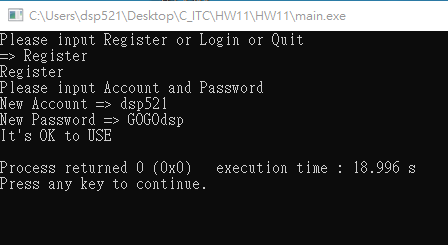 C:\Users\dsp521\Desktop\C_ITC\HW11\HW11\main.exe
Please input Register or Login or Quit
=> Register
Register
Please input Account and Password
New Account => dsp521
New Password => GOGOdsp
It's OK to USE
Process returned 0 (0x0)   execution time : 18.996 s
Press any key to continue.